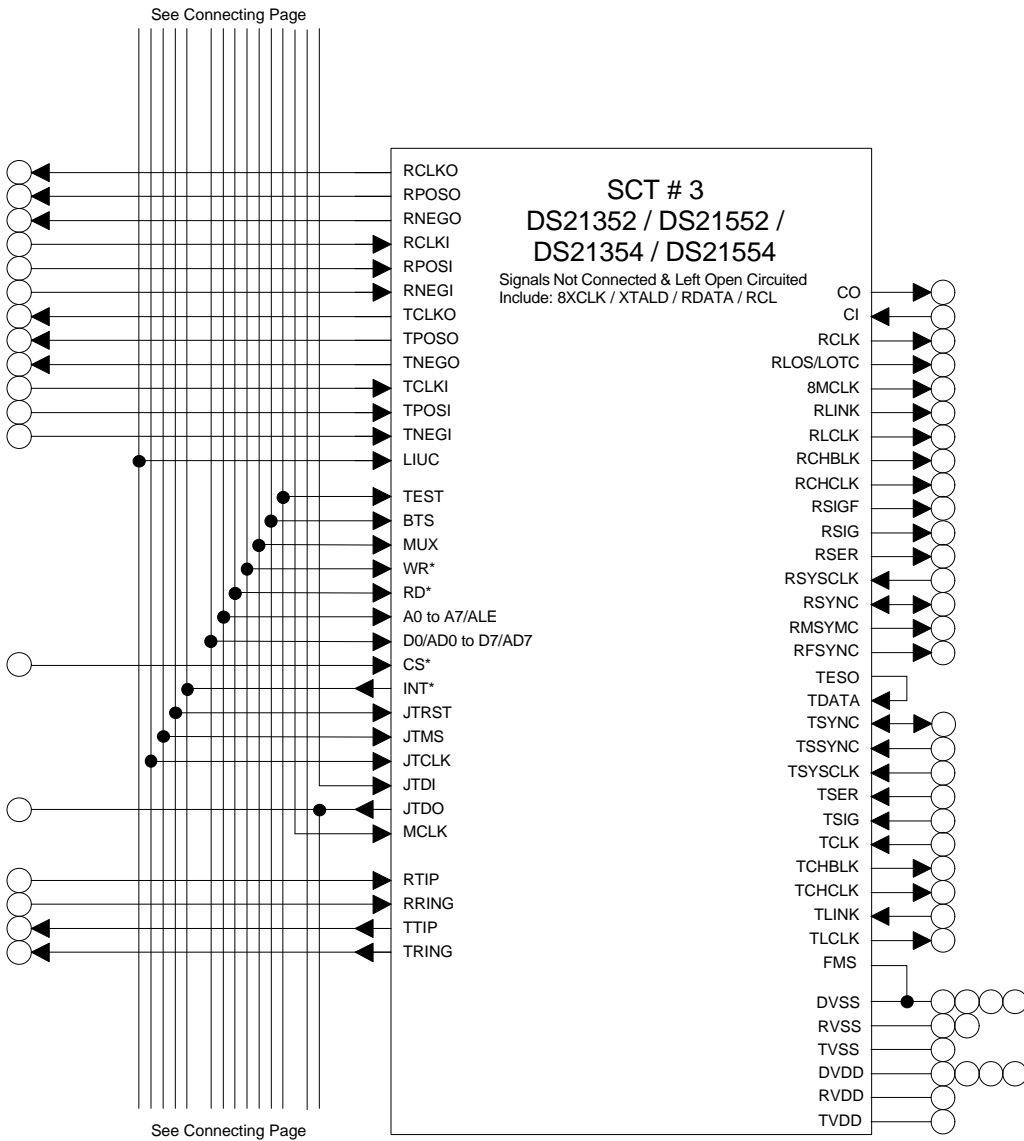 See Connecting Page
SCT # 3
DS21352 / DS21552 /
DS21354 / DS21554
Signals Not Connected & Left Open Circuited
Include: 8XCLK / XTALD / RDATA / RCL
RCLKO
RPOSO
RNEGO
RCLKI
RPOSI
RNEGI
TCLKO
TPOSO
TNEGO
TCLKI
TPOSI
TNEGI
LIUC
TEST
BTS
MUX
WR*
RD*
A0 to A7/ALE
D0/AD0 to D7/AD7
CS*
INT*
JTRST
JTMS
JTCLK
JTDI
JTDO
MCLK
RTIP
RRING
TTIP
TRING
CO
CI
RCLK
RLOS/LOTC
8MCLK
RLINK
RLCLK
RCHBLK
RCHCLK
RSIGF
RSIG
RSER
RSYSCLK
RSYNC
RMSYMC
RFSYNC
TESO
TDATA
TSYNC
TSSYNC
TSYSCLK
TSER
TSIG
TCLK
TCHBLK
TCHCLK
TLINK
TLCLK
FMS
DVSS
RVSS
TVSS
DVDD
RVDD
TVDD
See Connecting Page